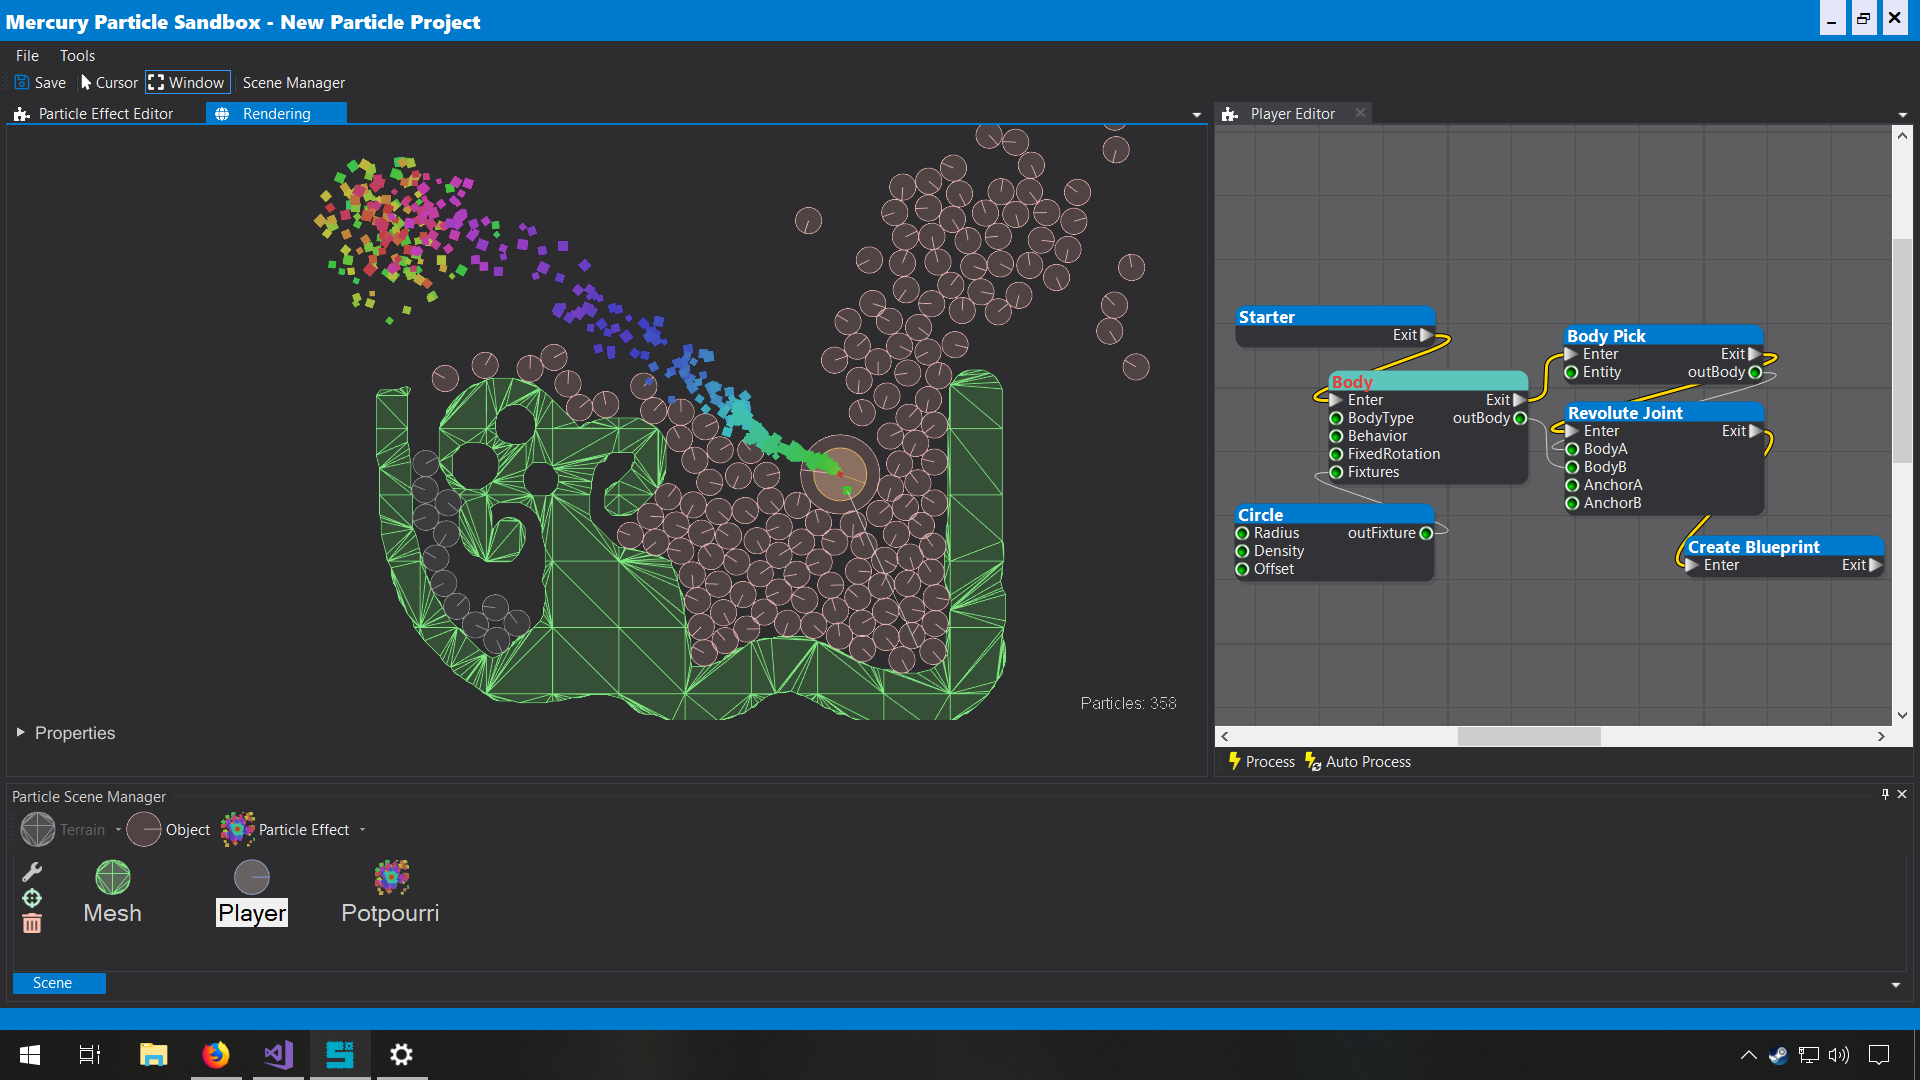 Mercury Particle Sandbox - New Particle Project
File Tools
Save Cursor Window Scene Manager
Particle Effect Editor Rendering
Particles: 358
Properties
Player Editor
Starter
Exit
Body
Enter Exit
BodyType outBody
Behavior
FixedRotation
Fixtures
Circle
Radius outFixture
Density
Offset
Body Pick
Enter Exit
Entity outBody
Revolute Joint
Enter Exit
BodyA
BodyB
AnchorA
AnchorB
Create Blueprint
Enter Exit
Process Auto Process
Particle Scene Manager
Terrain Object Particle Effect
Mesh Player Potpourri
Scene